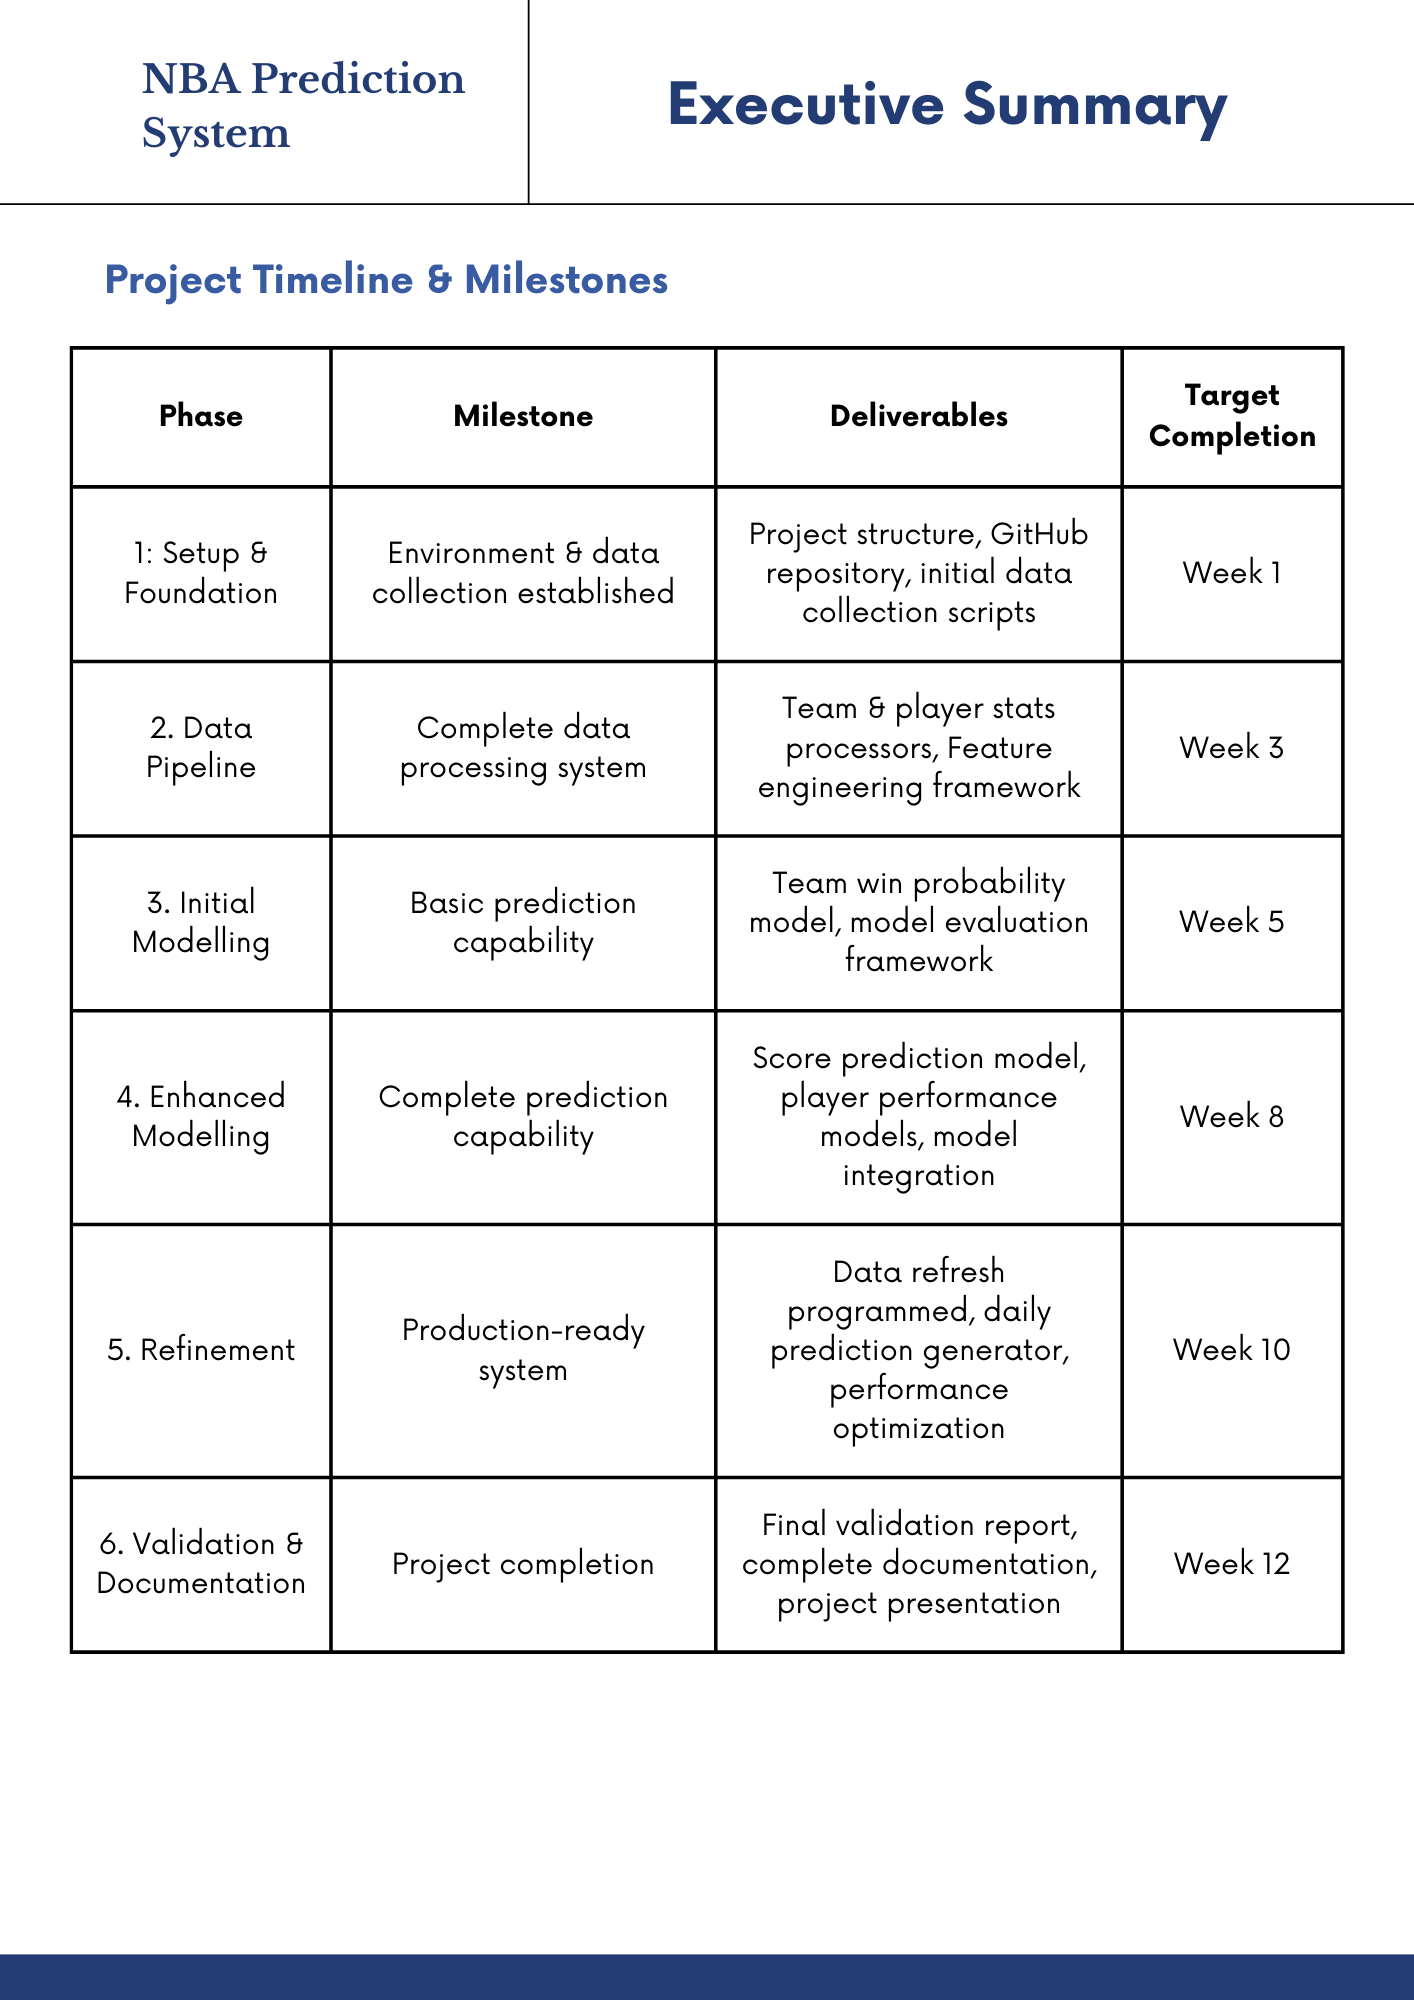 NBA Prediction
System
Executive Summary
Project Timeline & Milestones
Phase
Milestone
Deliverables
Target
Completion
1: Setup &
Foundation
Environment & data
collection established
Project structure, GitHub
repository, initial data
collection scripts
Week 1
2. Data
Pipeline
Complete data
processing system
Team & player stats
processors, Feature
engineering framework
Week 3
3. Initial
Modelling
Basic prediction
capability
Team win probability
model, model evaluation
framework
Week 5
4. Enhanced
Modelling
Complete prediction
capability
Score prediction model,
player performance
models, model
integration
Week 8
5. Refinement
Production-ready
system
Data refresh
programmed, daily
prediction generator,
performance
optimization
Week 10
6. Validation &
Documentation
Project completion
Final validation report,
complete documentation,
project presentation
Week 12